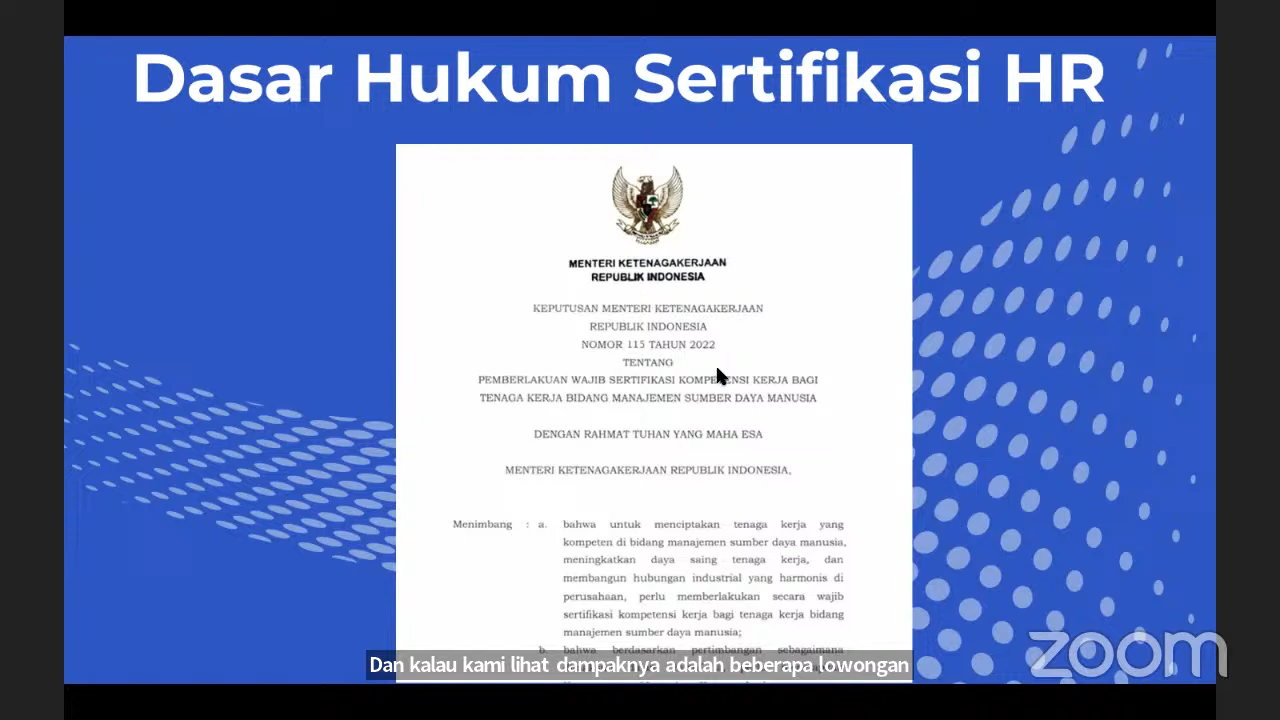 Dasar Hukum Sertifikasi HR
MENTERI KETENAGAKERJAAN
REPUBLIK INDONESIA
KEPUTUSAN MENTERI KETENAGAKERJAAN
REPUBLIK INDONESIA
NOMOR 115 TAHUN 2022
TENTANG
PEMBERLAKUAN WAJIB SERTIFIKASI KOMPETENSI KERJA BAGI
TENAGA KERJA BIDANG MANAJEMEN SUMBER DAYA MANUSIA
DENGAN RAHMAT TUHAN YANG MAHA ESA
MENTERI KETENAGAKERJAAN REPUBLIK INDONESIA,
Menimbang : a. bahwa untuk menciptakan tenaga kerja yang
kompeten di bidang manajemen sumber daya manusia,
meningkatkan daya saing tenaga kerja, dan
membangun hubungan industrial yang harmonis di
perusahaan, perlu memberlakukan secara wajib
sertifikasi kompetensi kerja bagi tenaga kerja bidang
manajemen sumber daya manusia;
b. bahwa berdasarkan pertimbangan sebagaimana
Dan kalau kami lihat dampaknya adalah beberapa lowongan
zoom